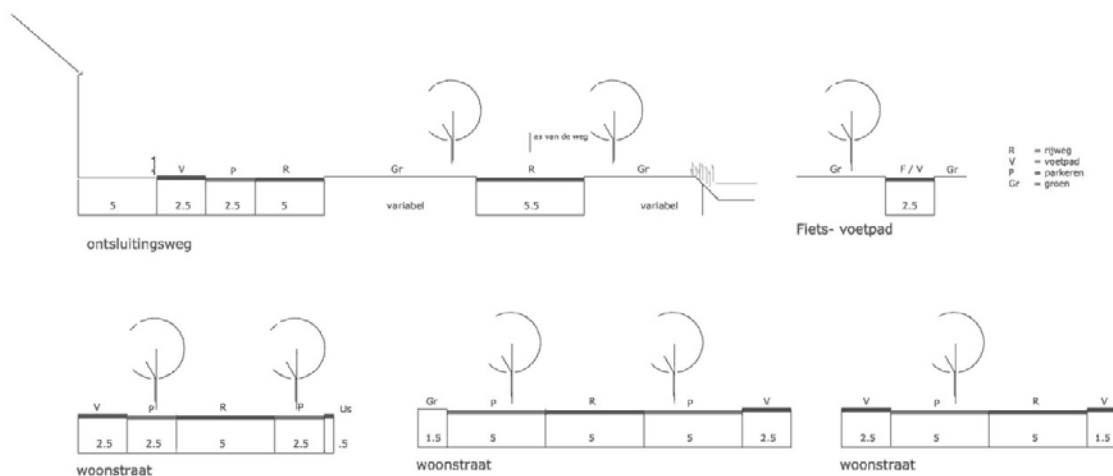 as van de weg
V P R Gr R Gr Gr F / V Gr
R = rijweg
V = voetpad
P = parkeren
Gr = groen
5 2.5 2.5 5 variabel 5.5 variabel 2.5
ontsluitingsweg
Fiets- voetpad
V P R P Us
2.5 2.5 5 2.5 .5
woonstraat
Gr P R P V
1.5 5 5 5 2.5
woonstraat
V P R V
2.5 5 5 1.5
woonstraat